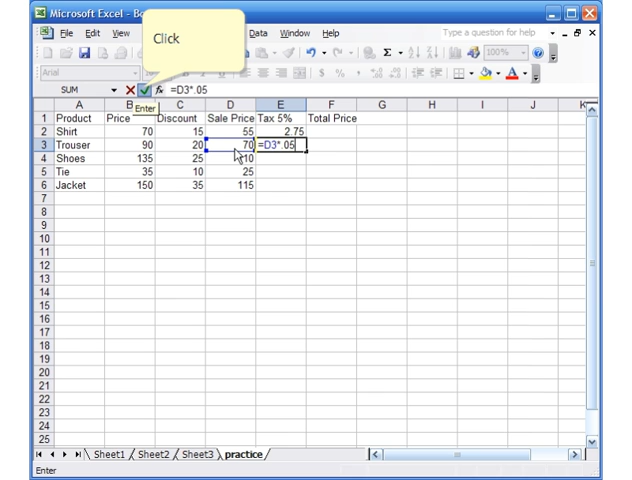 Microsoft Excel - Bo
Click
File Edit View Data Window Help Type a question for help
Arial 100%
SUM =D3*.05
Enter
A B C D E F G H I J K
1 Product Price Discount Sale Price Tax 5% Total Price
2 Shirt 70 15 55 2.75
3 Trouser 90 20 70 =D3*.05
4 Shoes 135 25 110
5 Tie 35 10 25
6 Jacket 150 35 115
7
8
9
10
11
12
13
14
15
16
17
18
19
20
21
22
23
24
25
Sheet1 Sheet2 Sheet3 practice
Enter